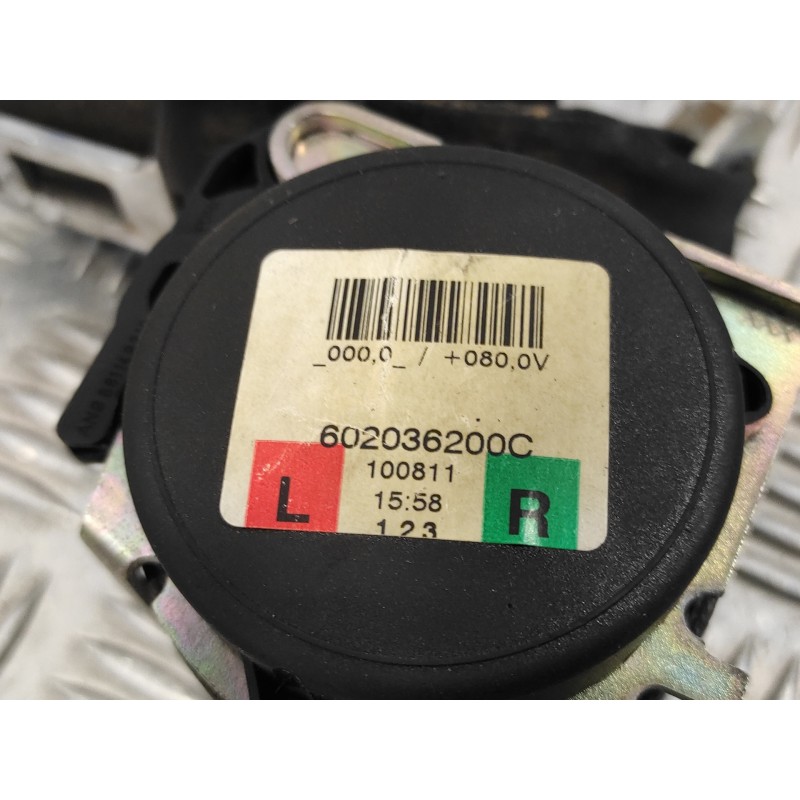 _000,0_ / +080,0V
602036200C
100811
15:58
1 2 3
L
R